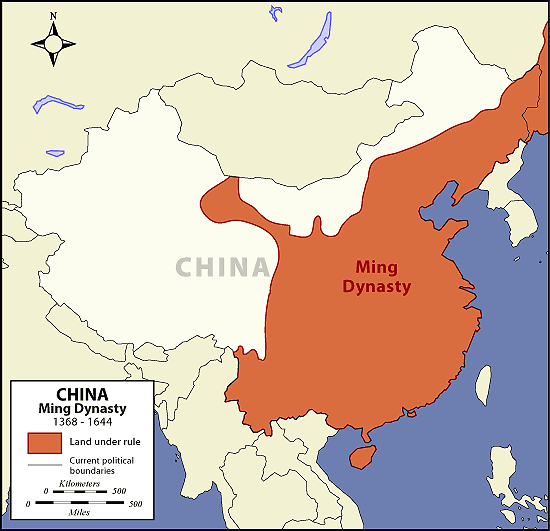 N
CHINA
Ming
Dynasty
CHINA
Ming Dynasty
1368 - 1644
Land under rule
Current political
boundaries
Kilometers
0 500
0 500
Miles